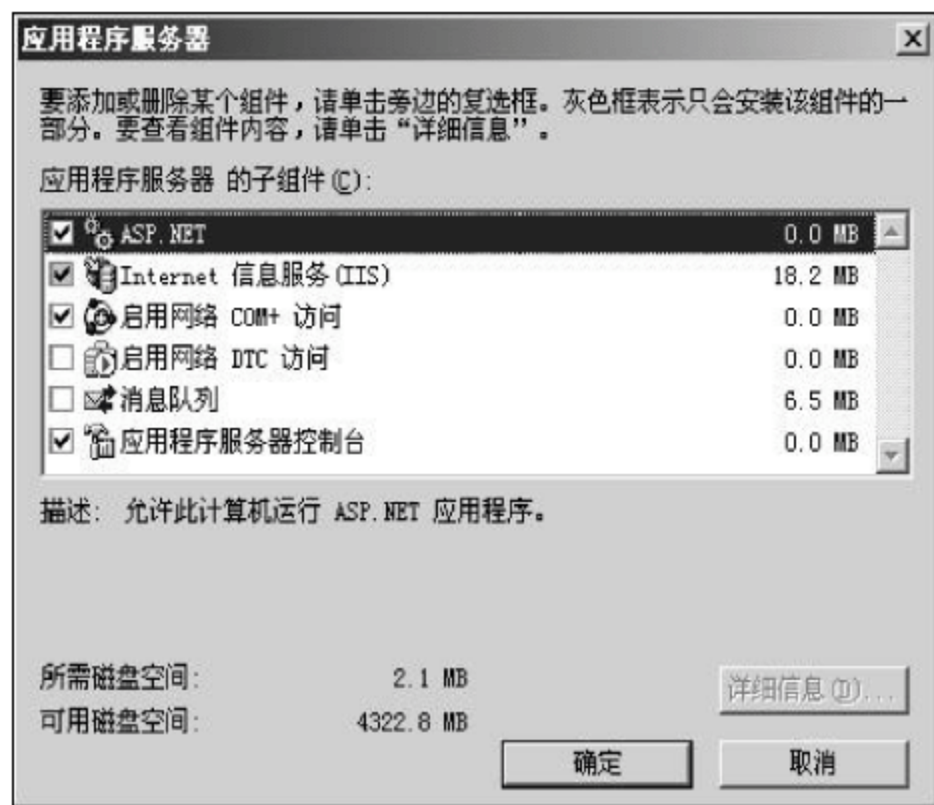 应用程序服务器
要添加或删除某个组件，请单击旁边的复选框。灰色框表示只会安装该组件的一
部分。要查看组件内容，请单击“详细信息”。
应用程序服务器 的子组件(C):
ASP.NET 0.0 MB
Internet 信息服务(IIS) 18.2 MB
启用网络 COM+ 访问 0.0 MB
启用网络 DTC 访问 0.0 MB
消息队列 6.5 MB
应用程序服务器控制台 0.0 MB
描述: 允许此计算机运行 ASP.NET 应用程序。
所需磁盘空间: 2.1 MB
详细信息(D)...
可用磁盘空间: 4322.8 MB
确定 取消